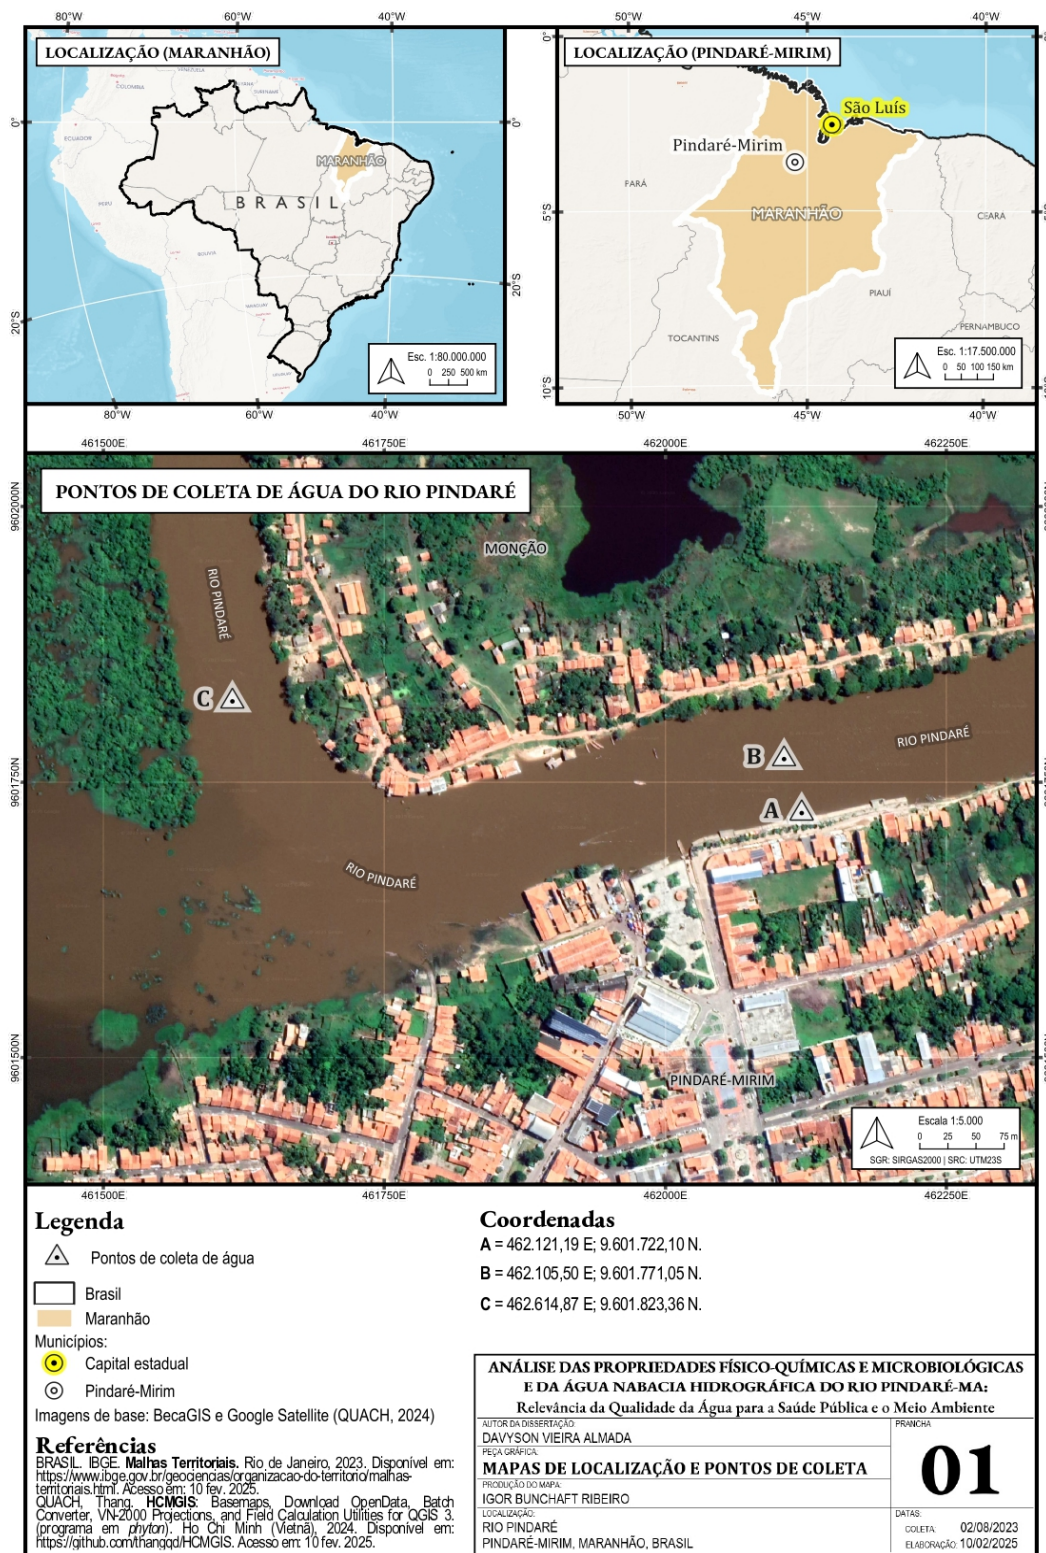 80°W 60°W 40°W
LOCALIZAÇÃO (MARANHÃO)
VENEZUELA
COLOMBIA
SURINAME
ECUADOR
0°
0°
MARANHÃO
BRASIL
PERU
BOLIVIA
PARAGUAY
URUGUAY
20°S
20°S
Esc. 1:80.000.000
0 250 500 km
80°W 60°W 40°W
50°W 45°W 40°W
0°
LOCALIZAÇÃO (PINDARÉ-MIRIM)
São Luís
Pindaré-Mirim
PARÁ
MARANHÃO
CEARÁ
5°S
PIAUÍ
TOCANTINS
PERNAMBUCO
Esc. 1:17.500.000
0 50 100 150 km
10°S
50°W 45°W 40°W
461500E 461750E 462000E 462250E
PONTOS DE COLETA DE ÁGUA DO RIO PINDARÉ
9602000N
MONÇÃO
RIO PINDARÉ
C
RIO PINDARÉ
B
9601750N
A
RIO PINDARÉ
9601500N
PINDARÉ-MIRIM
Escala 1:5.000
0 25 50 75 m
SGR: SIRGAS2000 | SRC: UTM23S
461500E 461750E 462000E 462250E
Legenda
Pontos de coleta de água
Brasil
Maranhão
Municípios:
Capital estadual
Pindaré-Mirim
Imagens de base: BecaGIS e Google Satellite (QUACH, 2024)
Referências
BRASIL. IBGE. Malhas Territoriais. Rio de Janeiro, 2023. Disponível em:
https://www.ibge.gov.br/geociencias/organizacao-do-territorio/malhas-
territoriais.html. Acesso em: 10 fev. 2025.
QUACH, Thang. HCMGIS: Basemaps, Download OpenData, Batch
Converter, VN-2000 Projections, and Field Calculation Utilities for QGIS 3.
(programa em phyton). Ho Chi Minh (Vietnã), 2024. Disponível em:
https://github.com/thangqd/HCMGIS. Acesso em: 10 fev. 2025.
Coordenadas
A = 462.121,19 E; 9.601.722,10 N.
B = 462.105,50 E; 9.601.771,05 N.
C = 462.614,87 E; 9.601.823,36 N.
ANÁLISE DAS PROPRIEDADES FÍSICO-QUÍMICAS E MICROBIOLÓGICAS
E DA ÁGUA NABACIA HIDROGRÁFICA DO RIO PINDARÉ-MA:
Relevância da Qualidade da Água para a Saúde Pública e o Meio Ambiente
AUTOR DA DISSERTAÇÃO:
DAVYSON VIEIRA ALMADA
PEÇA GRÁFICA:
MAPAS DE LOCALIZAÇÃO E PONTOS DE COLETA
PRODUÇÃO DO MAPA:
IGOR BUNCHAFT RIBEIRO
LOCALIZAÇÃO:
RIO PINDARÉ
PINDARÉ-MIRIM, MARANHÃO, BRASIL
PRANCHA
01
DATAS:
COLETA: 02/08/2023
ELABORAÇÃO: 10/02/2025